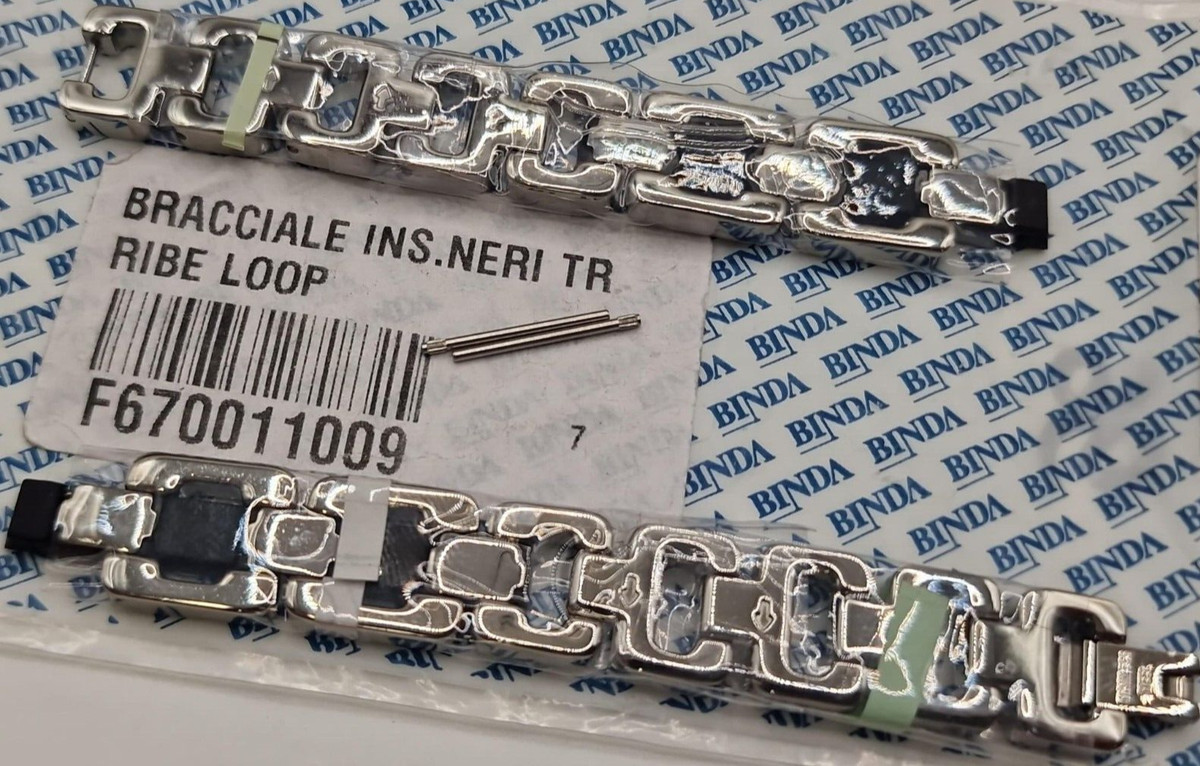 BINDA
BRACCIALE INS.NERI TR
RIBE LOOP
F670011009
7